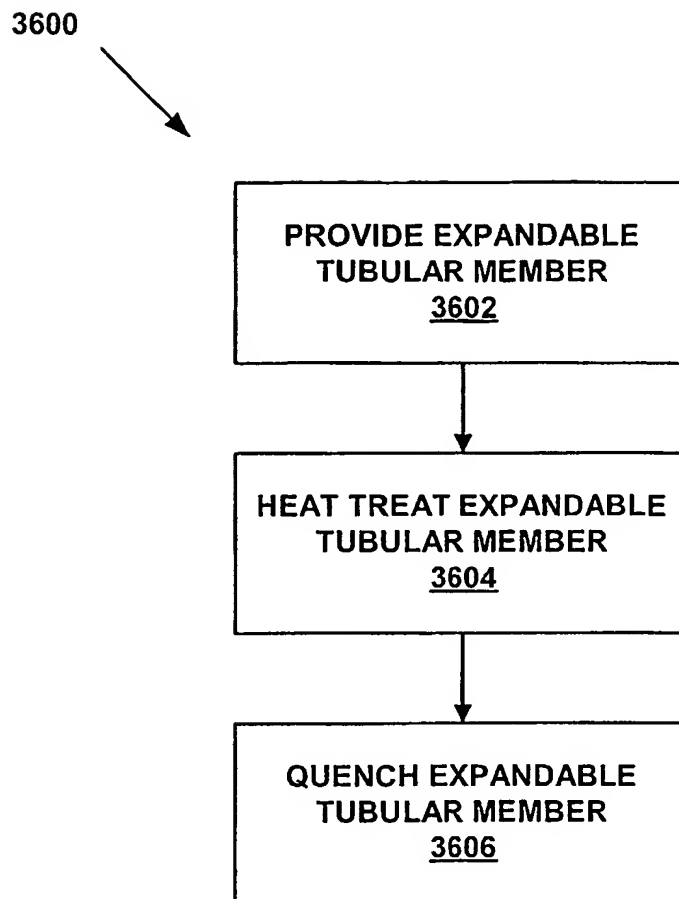 3600
PROVIDE EXPANDABLE
TUBULAR MEMBER
3602
HEAT TREAT EXPANDABLE
TUBULAR MEMBER
3604
QUENCH EXPANDABLE
TUBULAR MEMBER
3606